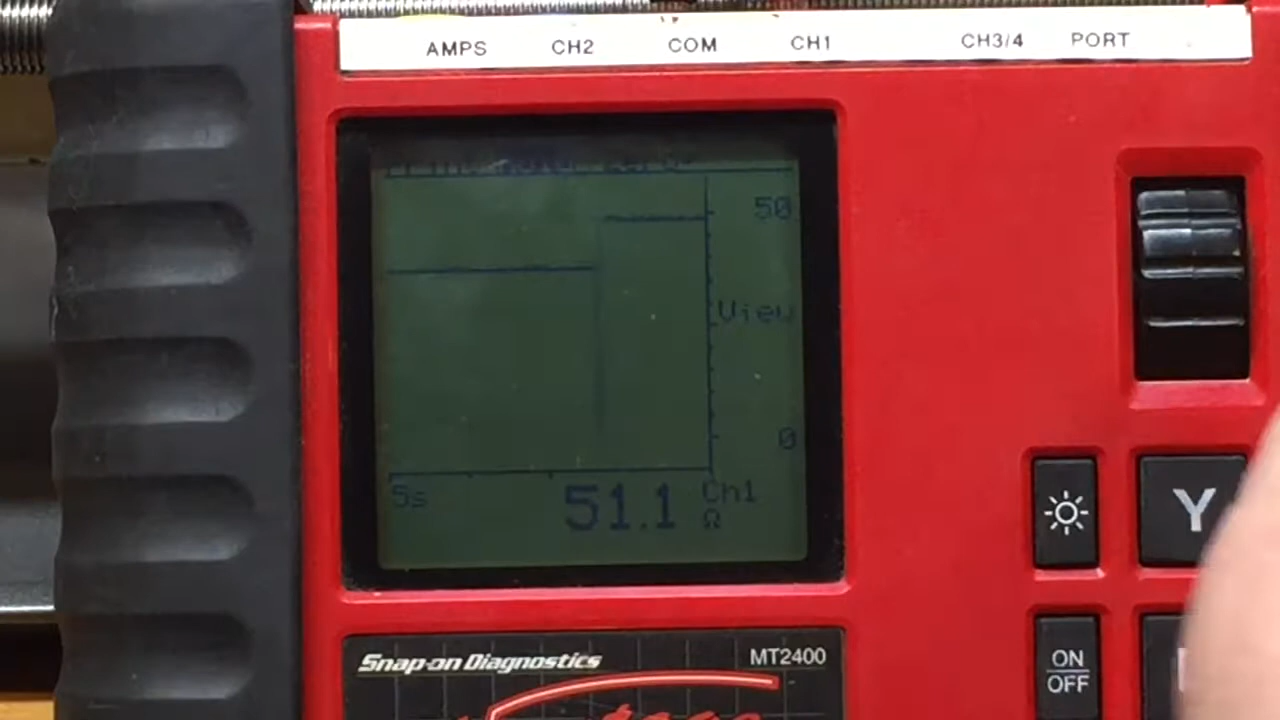 AMPS CH2 COM CH1 CH3/4 PORT
50
View
0
5s 51.1 Ch1
Ω
Y
ON
OFF
Snap-on Diagnostics MT2400